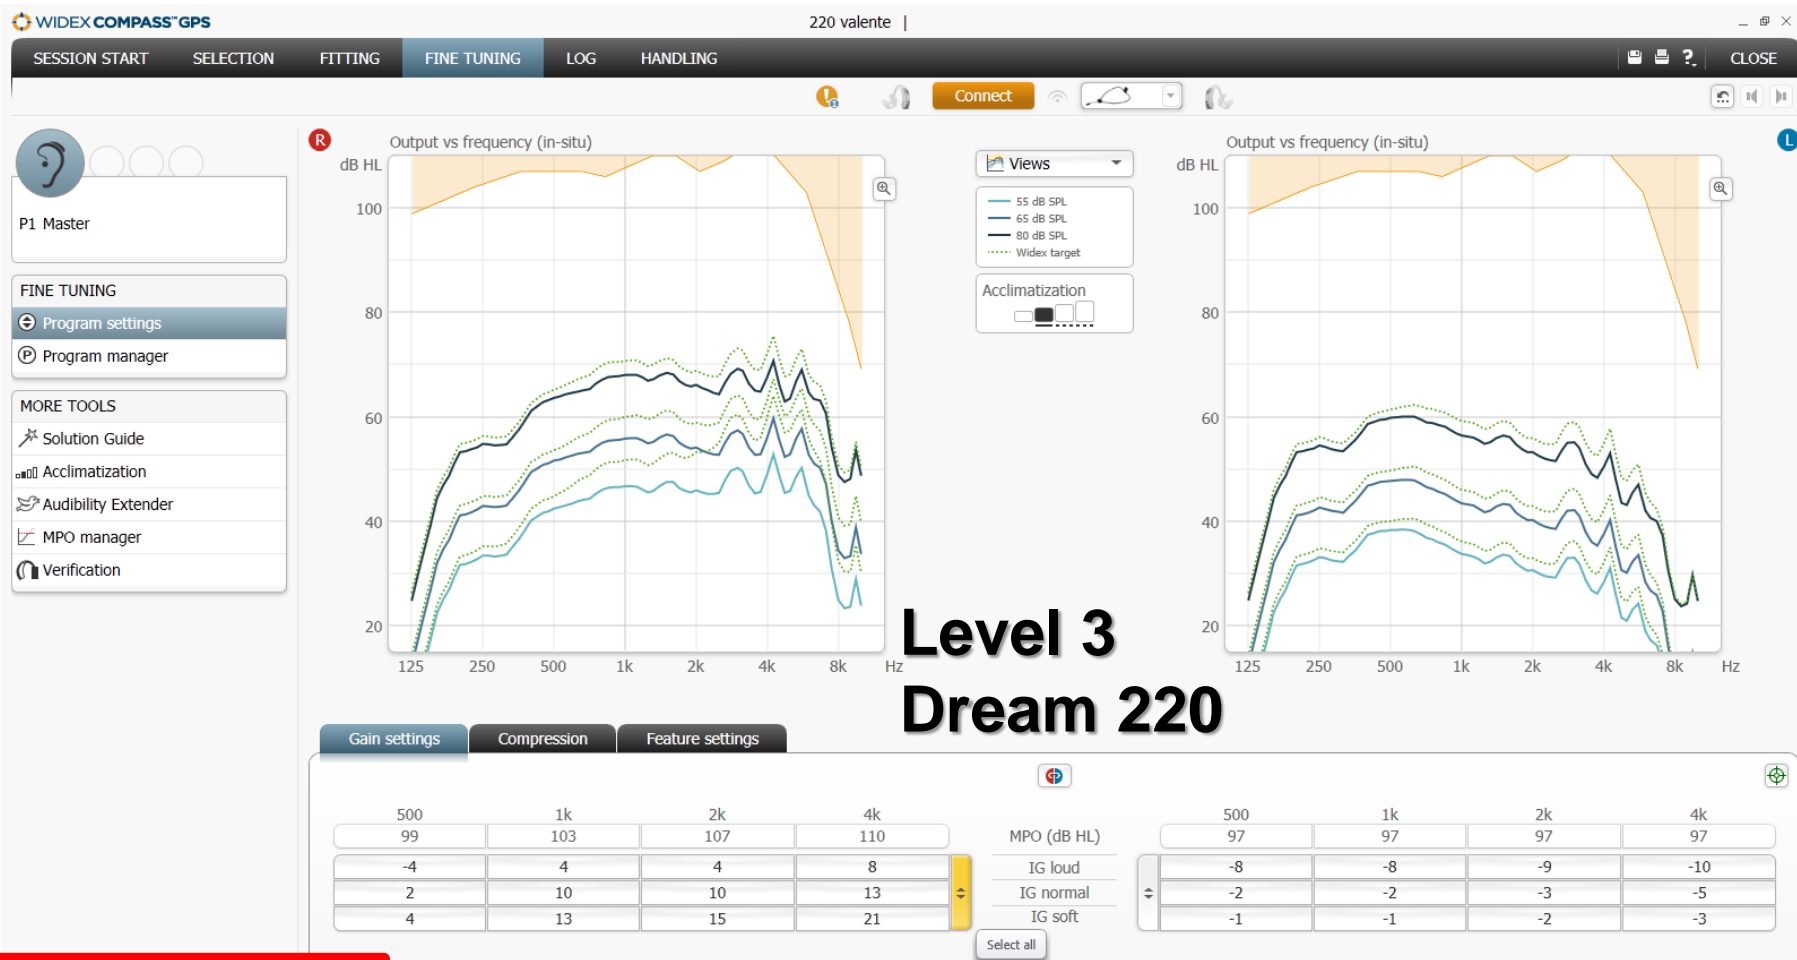 WIDEX COMPASS™ GPS
220 valente |
SESSION START SELECTION FITTING FINE TUNING LOG HANDLING ? CLOSE
Connect
R Output vs frequency (in-situ)
dB HL
100
80
60
40
20
125 250 500 1k 2k 4k 8k Hz
Views
55 dB SPL
65 dB SPL
80 dB SPL
Widex target
Acclimatization
Output vs frequency (in-situ) L
dB HL
100
80
60
40
20
125 250 500 1k 2k 4k 8k Hz
P1 Master
FINE TUNING
Program settings
P Program manager
MORE TOOLS
Solution Guide
Acclimatization
Audibility Extender
MPO manager
Verification
Level 3
Dream 220
Gain settings Compression Feature settings
500 1k 2k 4k 500 1k 2k 4k
99 103 107 110 MPO (dB HL) 97 97 97 97
-4 4 4 8 IG loud -8 -8 -9 -10
2 10 10 13 IG normal -2 -2 -3 -5
4 13 15 21 IG soft -1 -1 -2 -3
Select all